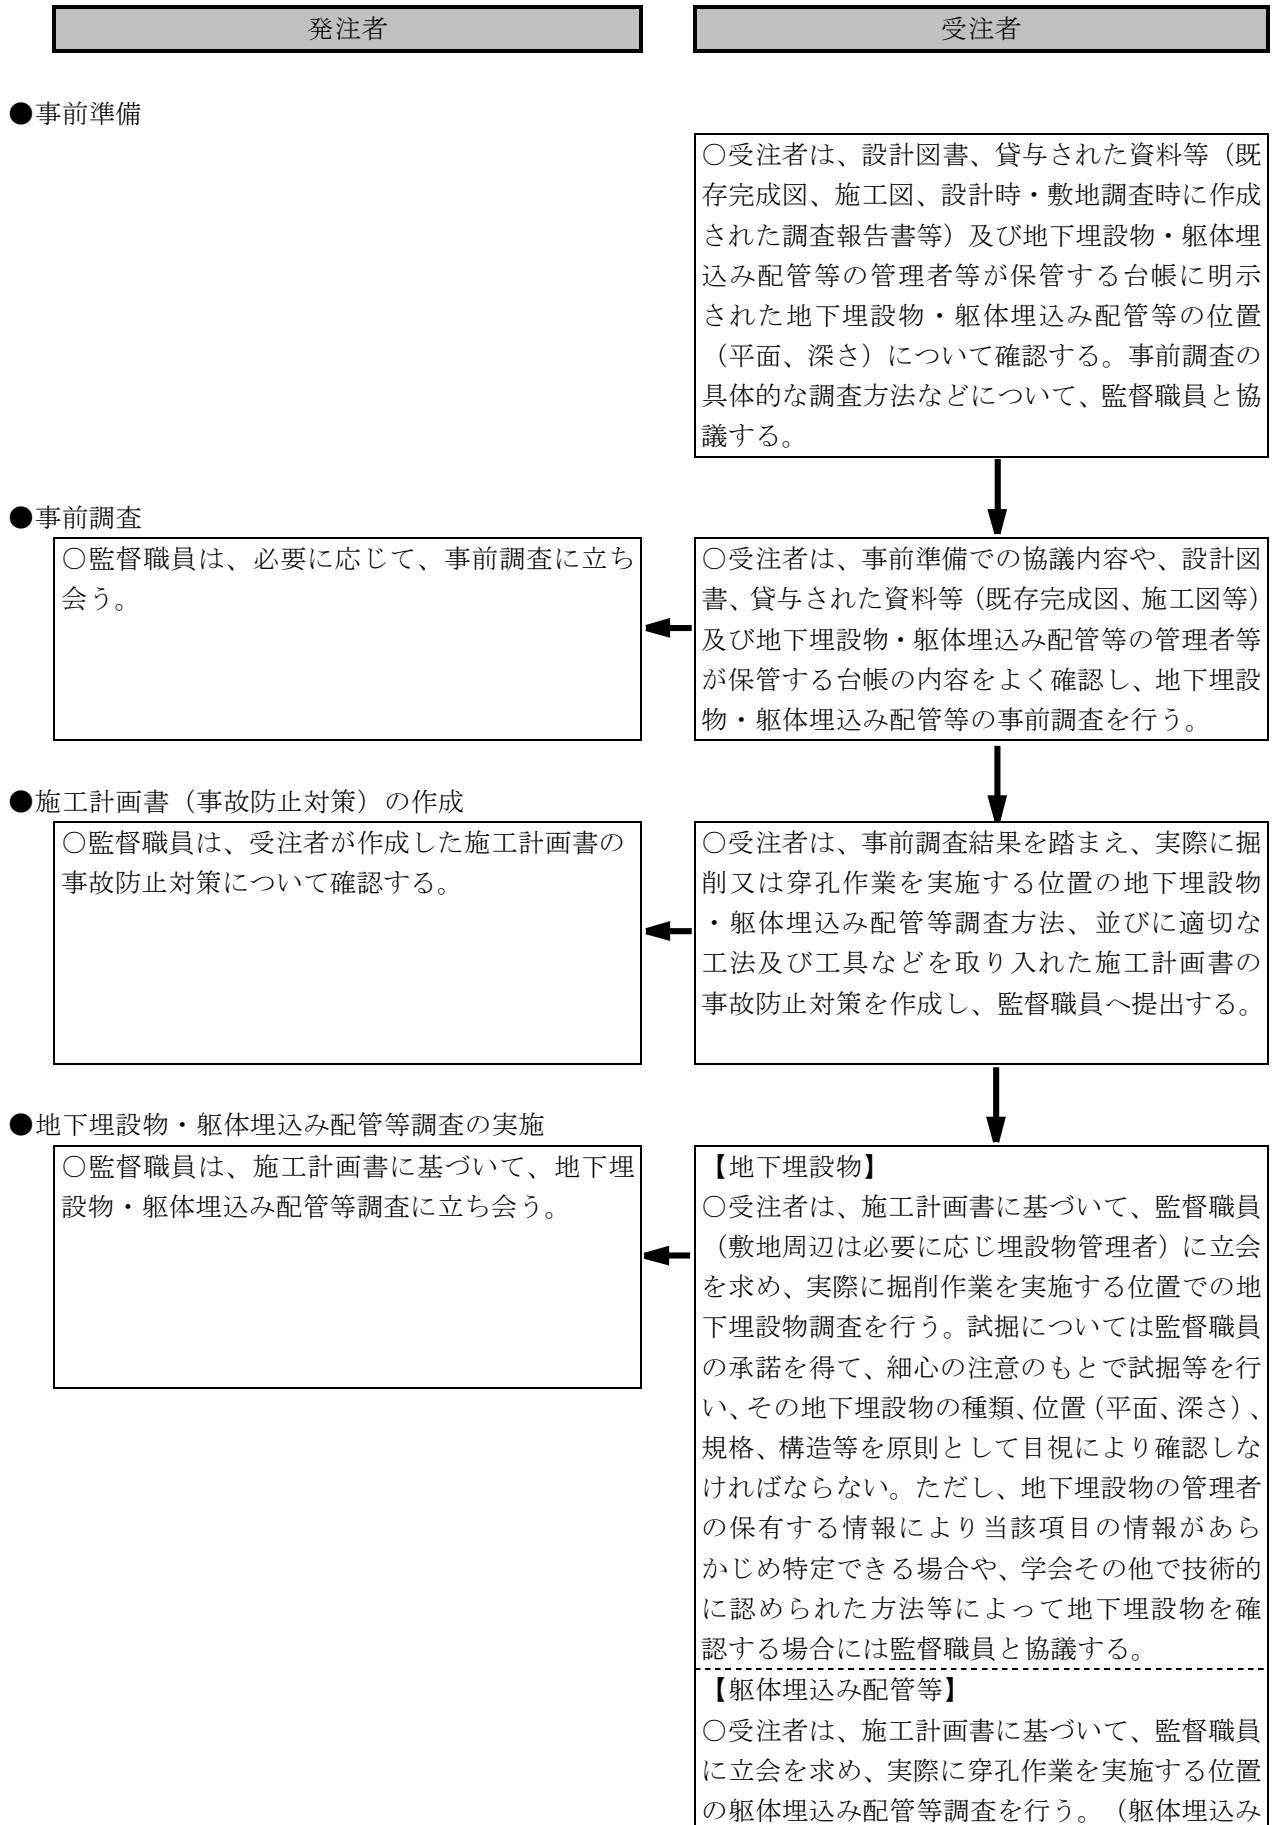 発注者
受注者
●事前準備
○受注者は、設計図書、貸与された資料等（既
存完成図、施工図、設計時・敷地調査時に作成
された調査報告書等）及び地下埋設物・躯体埋
込み配管等の管理者等が保管する台帳に明示
された地下埋設物・躯体埋込み配管等の位置
（平面、深さ）について確認する。事前調査の
具体的な調査方法などについて、監督職員と協
議する。
●事前調査
○監督職員は、必要に応じて、事前調査に立ち
会う。
○受注者は、事前準備での協議内容や、設計図
書、貸与された資料等（既存完成図、施工図等）
及び地下埋設物・躯体埋込み配管等の管理者等
が保管する台帳の内容をよく確認し、地下埋設
物・躯体埋込み配管等の事前調査を行う。
●施工計画書（事故防止対策）の作成
○監督職員は、受注者が作成した施工計画書の
事故防止対策について確認する。
○受注者は、事前調査結果を踏まえ、実際に掘
削又は穿孔作業を実施する位置の地下埋設物
・躯体埋込み配管等調査方法、並びに適切な
工法及び工具などを取り入れた施工計画書の
事故防止対策を作成し、監督職員へ提出する。
●地下埋設物・躯体埋込み配管等調査の実施
○監督職員は、施工計画書に基づいて、地下埋
設物・躯体埋込み配管等調査に立ち会う。
【地下埋設物】
○受注者は、施工計画書に基づいて、監督職員
（敷地周辺は必要に応じ埋設物管理者）に立会
を求め、実際に掘削作業を実施する位置での地
下埋設物調査を行う。試掘については監督職員
の承諾を得て、細心の注意のもとで試掘等を行
い、その地下埋設物の種類、位置（平面、深さ）、
規格、構造等を原則として目視により確認しな
ければならない。ただし、地下埋設物の管理者
の保有する情報により当該項目の情報があら
かじめ特定できる場合や、学会その他で技術的
に認められた方法等によって地下埋設物を確
認する場合には監督職員と協議する。
【躯体埋込み配管等】
○受注者は、施工計画書に基づいて、監督職員
に立会を求め、実際に穿孔作業を実施する位置
の躯体埋込み配管等調査を行う。（躯体埋込み